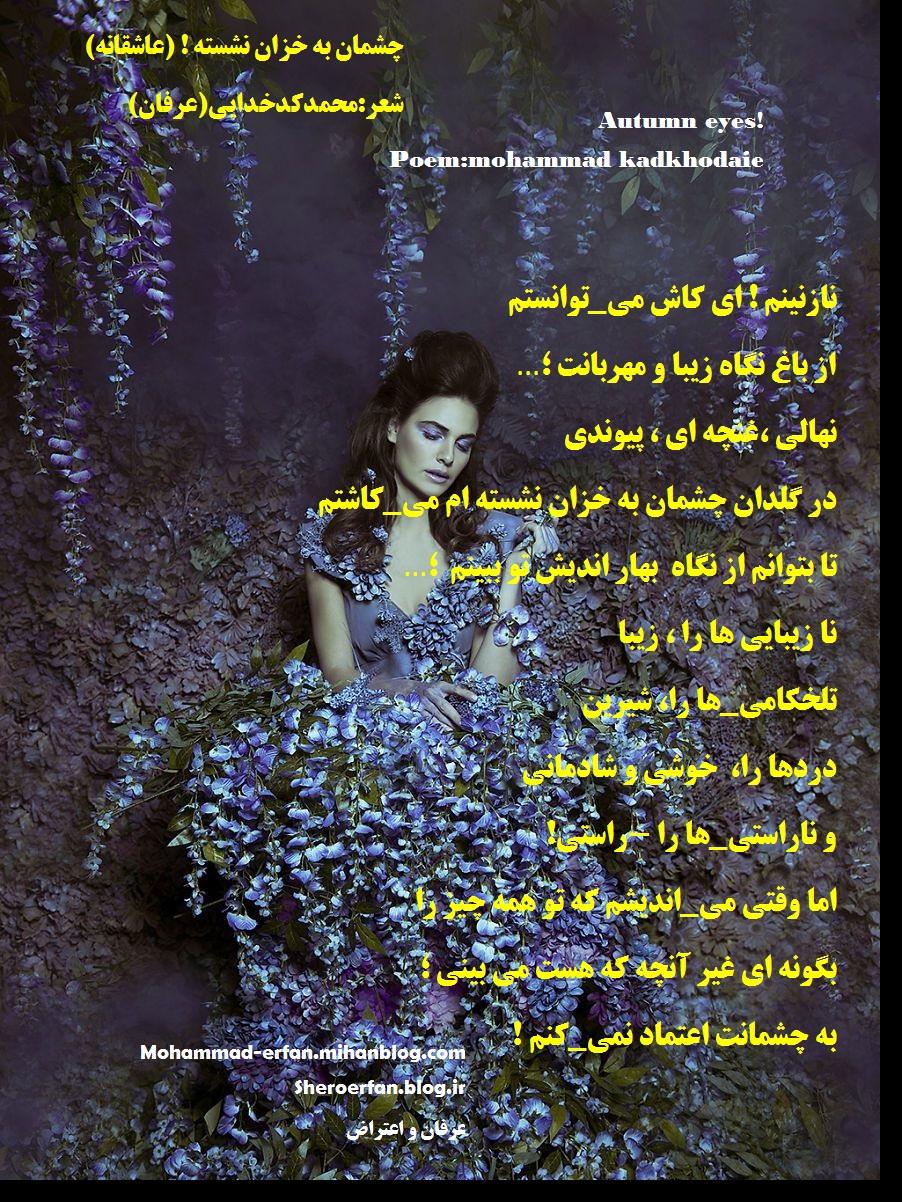 چشمان به خزان نشسته ! (عاشقانه)
شعر:محمدکدخدایی(عرفان)
Autumn eyes!
Poem:mohammad kadkhodaie
نازنینم ! ای کاش می_توانستم
از باغ نگاه زیبا و مهربانت ؛...
نهالی ،غنچه ای ، پیوندی
در گلدان چشمان به خزان نشسته ام می_کاشتم
تا بتوانم از نگاه بهار اندیش تو ببینم ؛...
نا زیبایی ها را ، زیبا
تلخکامی_ها را، شیرین
دردها را، خوشی و شادمانی
و ناراستی_ها را – راستی!
اما وقتی می_اندیشم که تو همه چیز را
بگونه ای غیر آنچه که هست می بینی ؛
به چشمانت اعتماد نمی_کنم !
Mohammad-erfan.mihanblog.com
Sheroerfan.blog.ir
عرفان و اعتراض